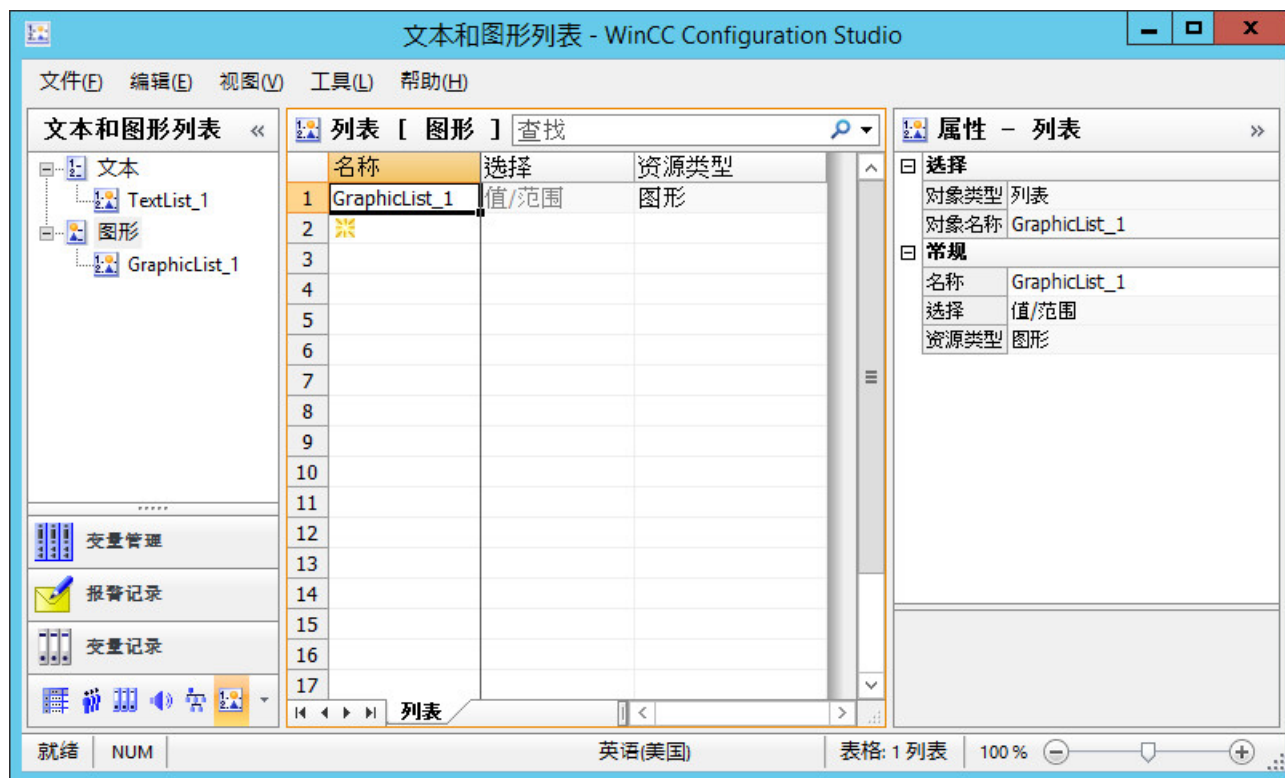 文本和图形列表 - WinCC Configuration Studio
文件(F) 编辑(E) 视图(V) 工具(L) 帮助(H)
文本和图形列表 «
文本
TextList_1
图形
GraphicList_1
变量管理
报警记录
变量记录
列表 [ 图形 ] 查找
名称 选择 资源类型
1 GraphicList_1 值/范围 图形
2
3
4
5
6
7
8
9
10
11
12
13
14
15
16
17
列表
属性 - 列表 »
选择
对象类型 列表
对象名称 GraphicList_1
常规
名称 GraphicList_1
选择 值/范围
资源类型 图形
就绪 NUM 英语(美国) 表格: 1 列表 100 %